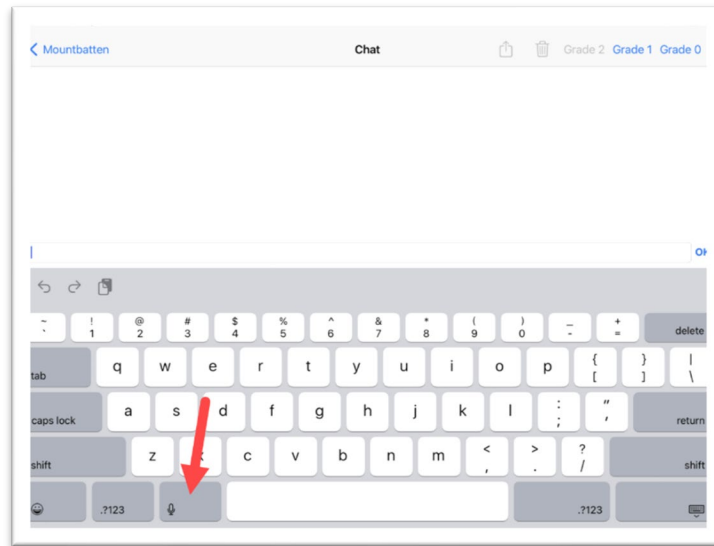 Mountbatten Chat Grade 2 Grade 1 Grade 0
OK
~ ! @ # $ % ^ & * ( ) _ +
` 1 2 3 4 5 6 7 8 9 0 - = delete
tab q w e r t y u i o p { [ } ] | \
caps lock a s d f g h j k l : ; " ' return
shift z x c v b n m < , > . ? / shift
.?123 .?123